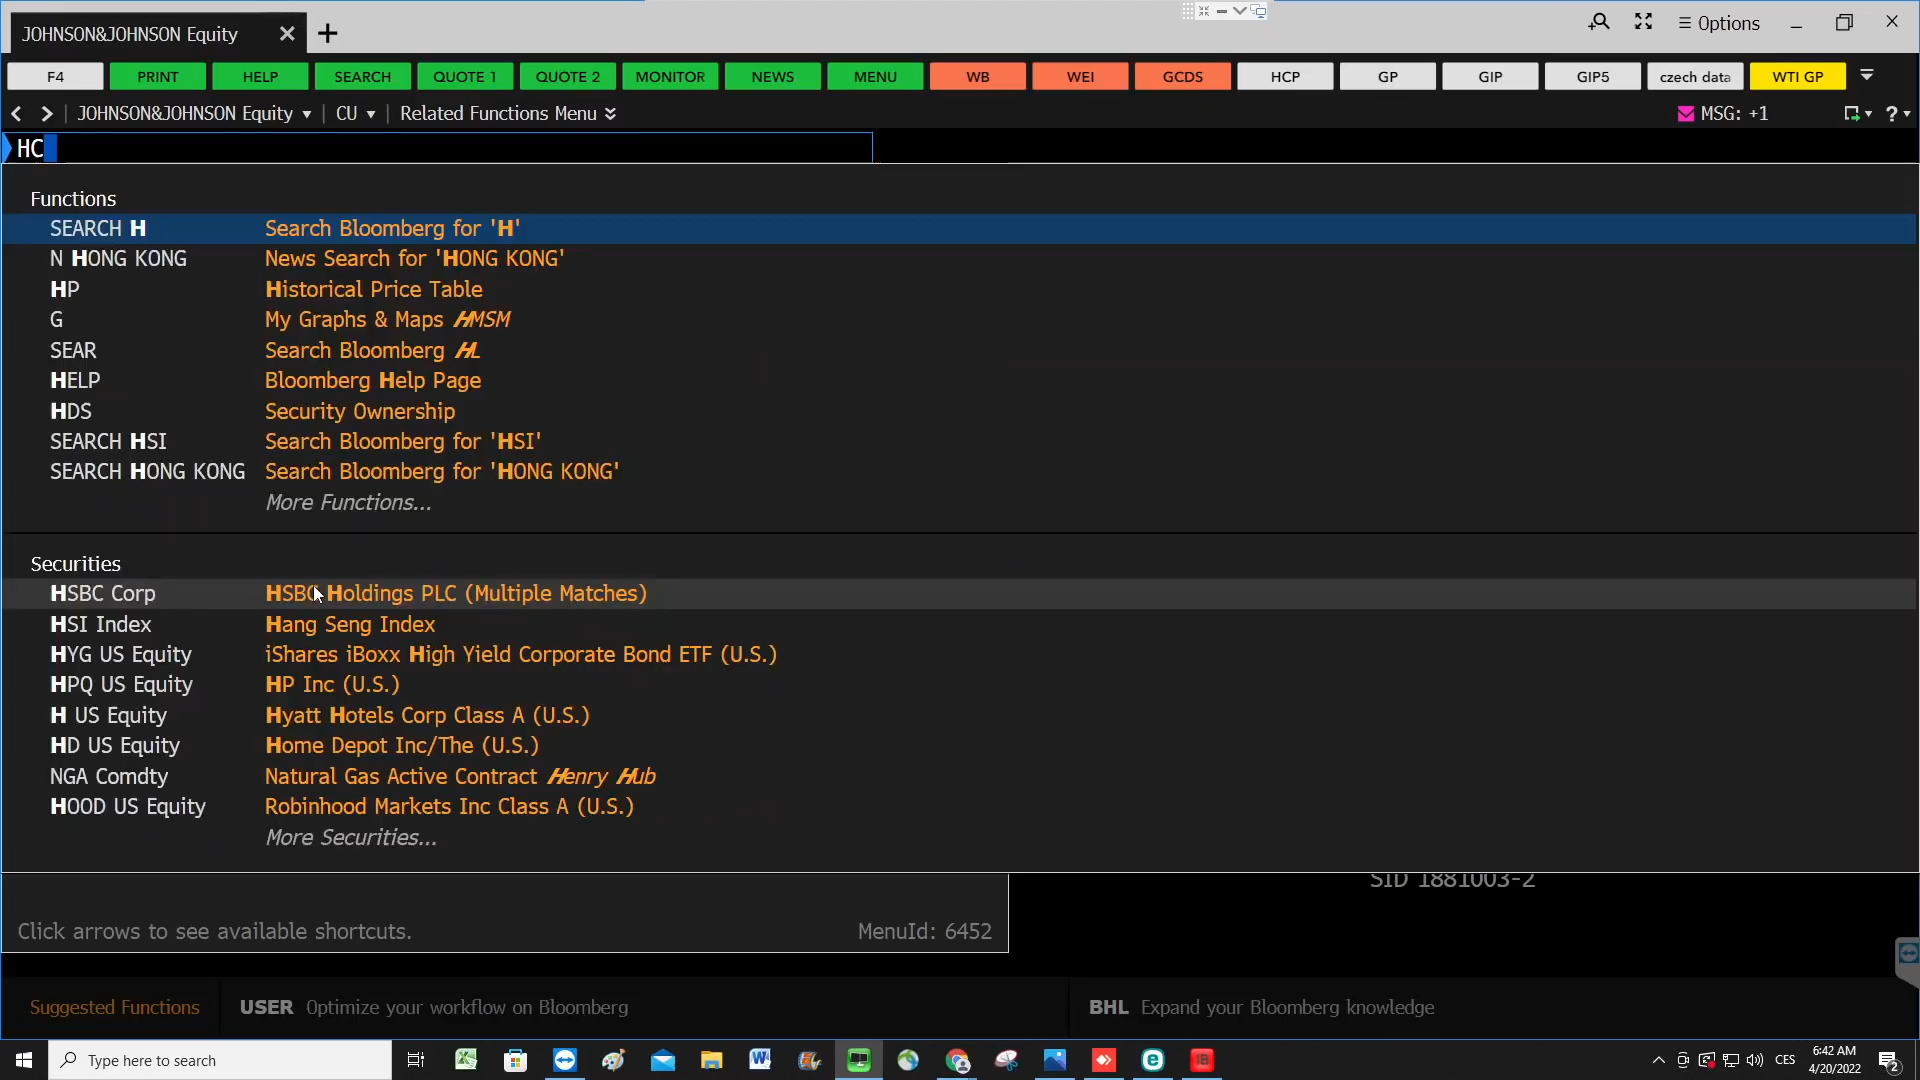 JOHNSON&JOHNSON Equity
Options
F4 PRINT HELP SEARCH QUOTE 1 QUOTE 2 MONITOR NEWS MENU WB WEI GCDS HCP GP GIP GIP5 czech data WTI GP
JOHNSON&JOHNSON Equity CU Related Functions Menu MSG: +1 ?
HC
Functions
SEARCH H Search Bloomberg for 'H'
N HONG KONG News Search for 'HONG KONG'
HP Historical Price Table
G My Graphs & Maps HMSM
SEAR Search Bloomberg HL
HELP Bloomberg Help Page
HDS Security Ownership
SEARCH HSI Search Bloomberg for 'HSI'
SEARCH HONG KONG Search Bloomberg for 'HONG KONG'
More Functions...
Securities
HSBC Corp HSBC Holdings PLC (Multiple Matches)
HSI Index Hang Seng Index
HYG US Equity iShares iBoxx High Yield Corporate Bond ETF (U.S.)
HPQ US Equity HP Inc (U.S.)
H US Equity Hyatt Hotels Corp Class A (U.S.)
HD US Equity Home Depot Inc/The (U.S.)
NGA Comdty Natural Gas Active Contract Henry Hub
HOOD US Equity Robinhood Markets Inc Class A (U.S.)
More Securities...
SID 1881003-2
Click arrows to see available shortcuts. MenuId: 6452
Suggested Functions USER Optimize your workflow on Bloomberg BHL Expand your Bloomberg knowledge
Type here to search CES 6:42 AM
4/20/2022 2